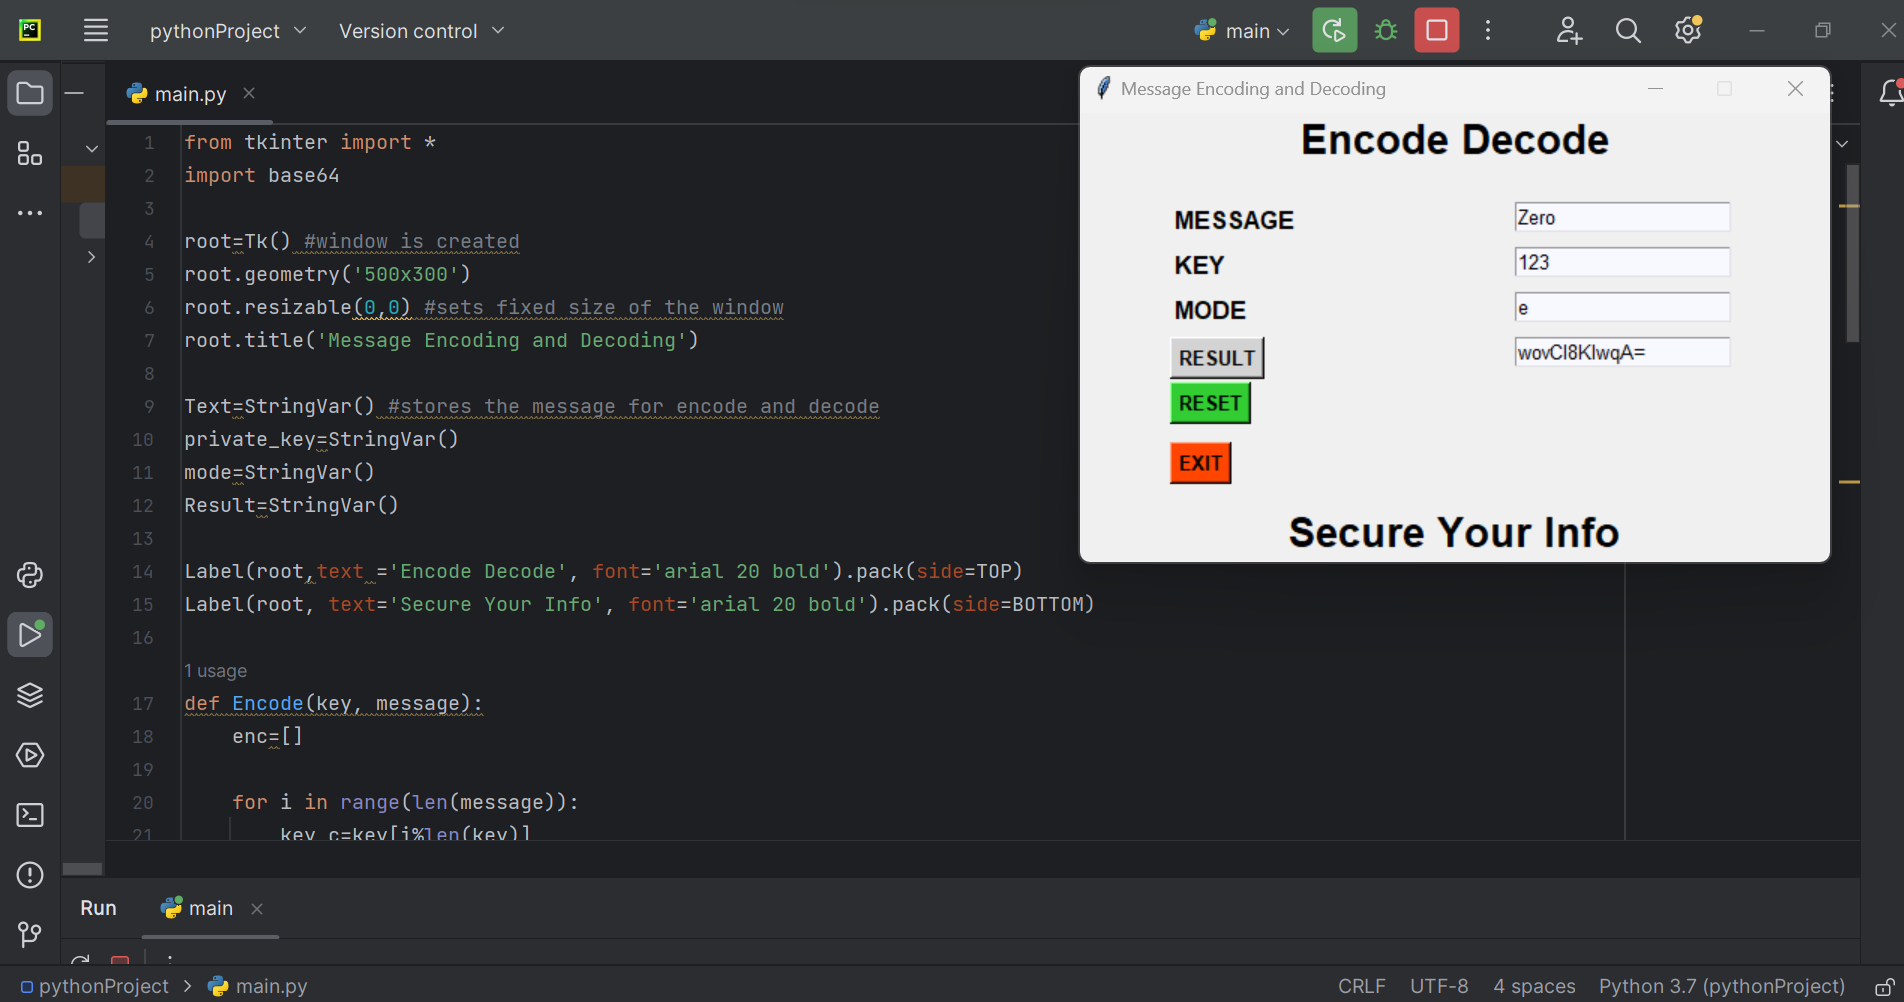 PC
pythonProject
Version control
main
main.py
1 from tkinter import *
2 import base64
3
4 root=Tk() #window is created
5 root.geometry('500x300')
6 root.resizable(0,0) #sets fixed size of the window
7 root.title('Message Encoding and Decoding')
8
9 Text=StringVar() #stores the message for encode and decode
10 private_key=StringVar()
11 mode=StringVar()
12 Result=StringVar()
13
14 Label(root,text ='Encode Decode', font='arial 20 bold').pack(side=TOP)
15 Label(root, text='Secure Your Info', font='arial 20 bold').pack(side=BOTTOM)
16
1 usage
17 def Encode(key, message):
18 enc=[]
19
20 for i in range(len(message)):
21 key_c=key[i%len(key)]
Message Encoding and Decoding
Encode Decode
MESSAGE Zero
KEY 123
MODE e
RESULT wovCl8KlwqA=
RESET
EXIT
Secure Your Info
Run
main
pythonProject > main.py
CRLF UTF-8 4 spaces Python 3.7 (pythonProject)